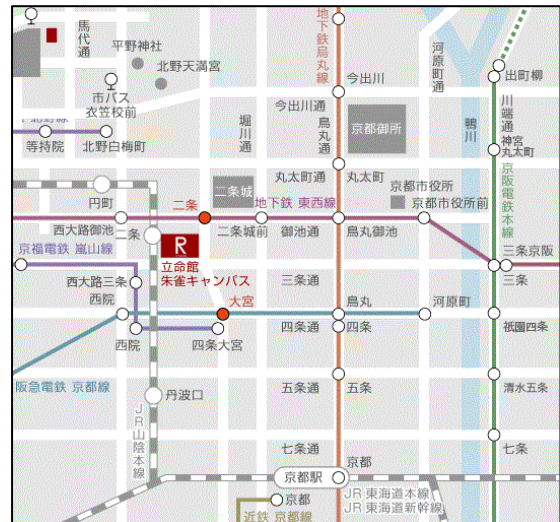 馬代通
平野神社
北野天満宮
市バス
衣笠校前
北野線
等持院
北野白梅町
地下鉄烏丸線
今出川
今出川通
烏丸通
堀川通
京都御所
河原町通
出町柳
川端通
神宮
丸太町
鴨川
京阪電鉄本線
丸太町通
丸太町
京都市役所
京都市役所前
円町
二条城
二条
地下鉄 東西線
西大路御池
二条
二条城前
御池通
烏丸御池
京福電鉄 嵐山線
R
立命館
朱雀キャンパス
三条京阪
三条
西大路三条
三条通
西院
大宮
烏丸
河原町
西院
四条大宮
四条通
四条
祇園四条
阪急電鉄 京都線
丹波口
五条通
五条
清水五条
JR山陰本線
七条通
七条
京都駅
京都
京都
近鉄 京都線
JR東海道本線
JR東海道新幹線